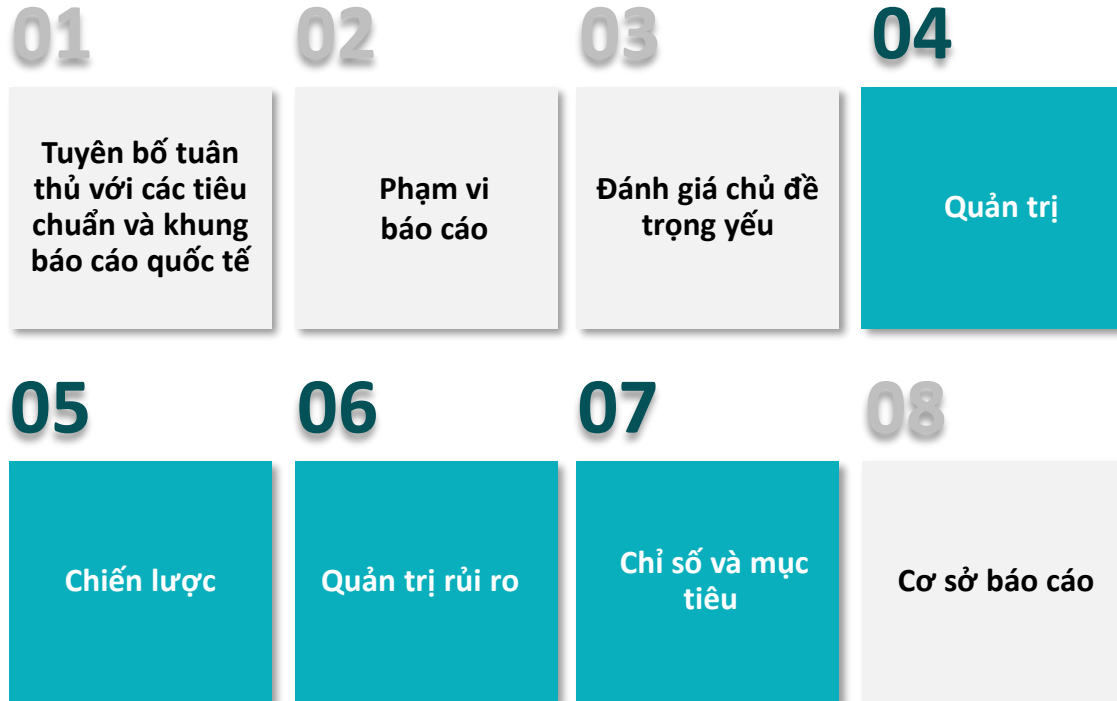 01
02
03
04
Tuyên bố tuân
thủ với các tiêu
chuẩn và khung
báo cáo quốc tế
Phạm vi
báo cáo
Đánh giá chủ đề
trọng yếu
Quản trị
05
06
07
08
Chiến lược
Quản trị rủi ro
Chỉ số và mục
tiêu
Cơ sở báo cáo